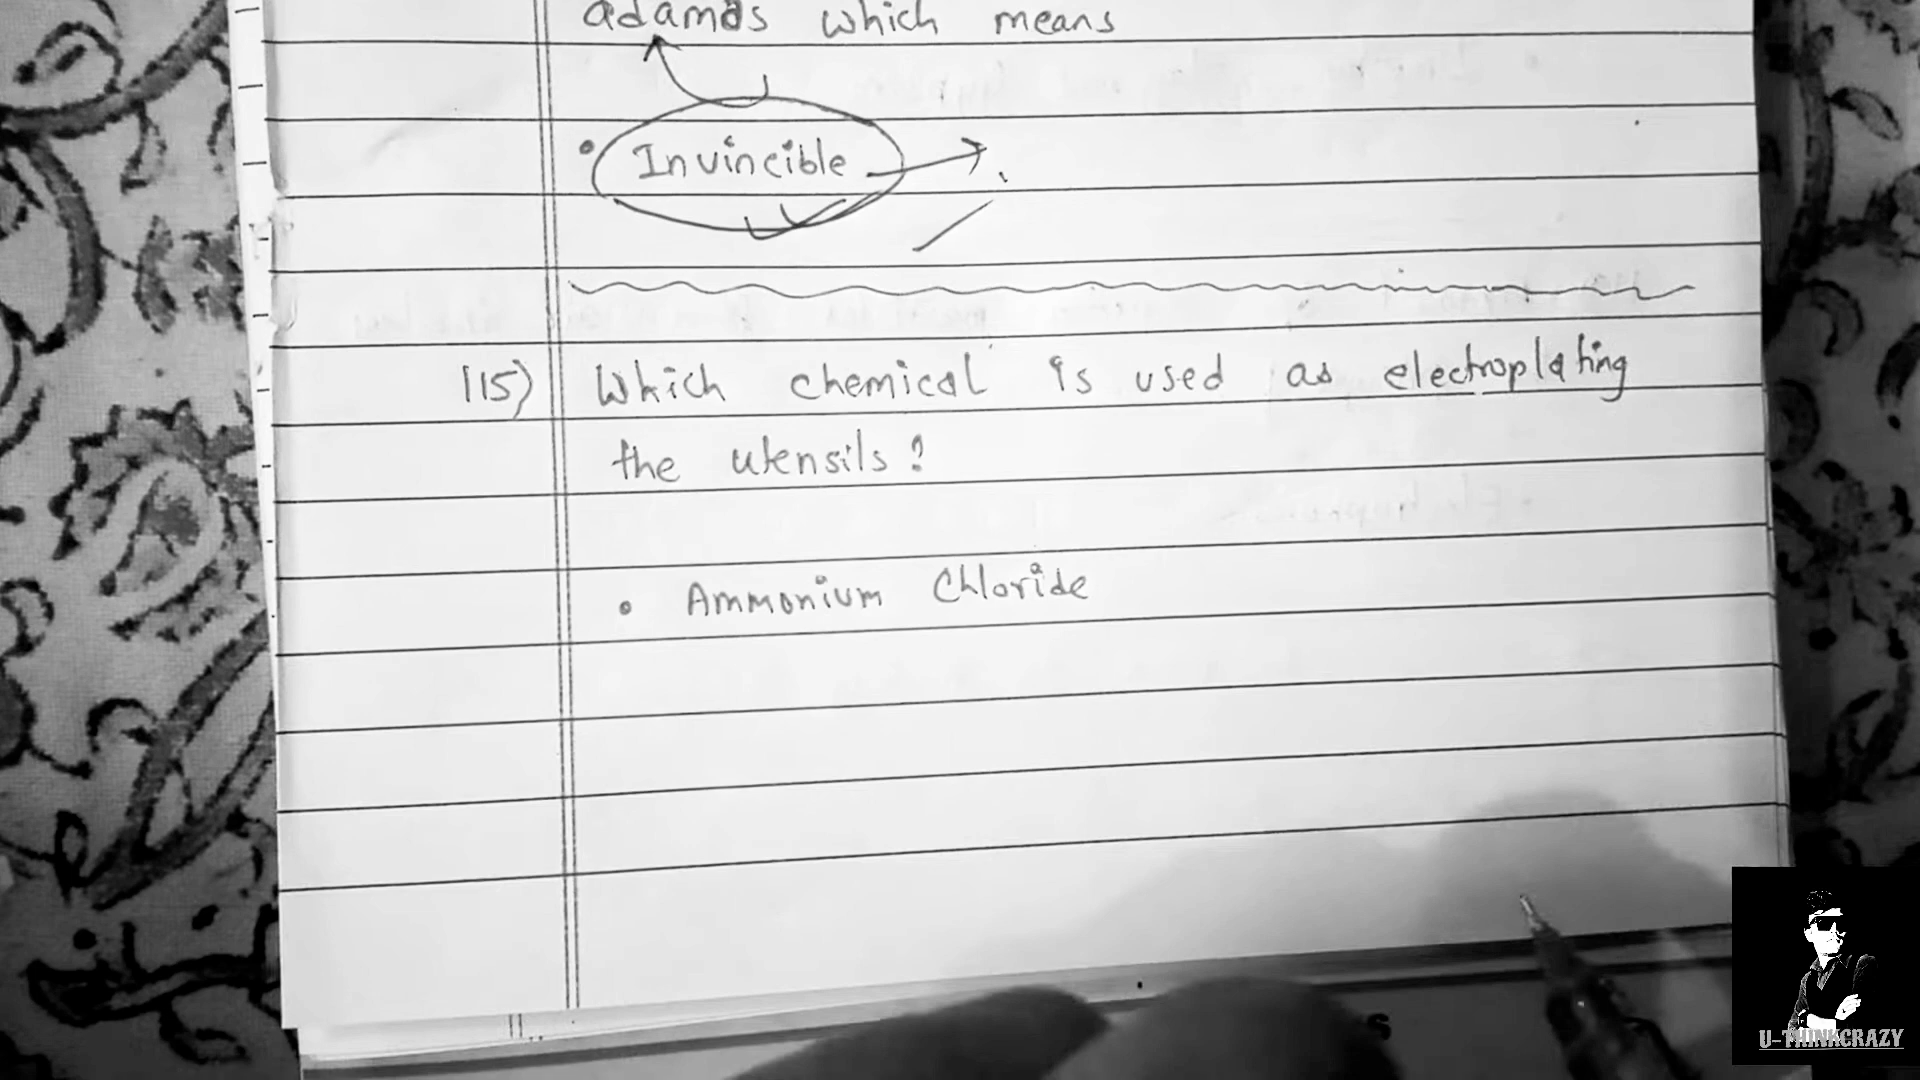 adamas which means
• Invincible
115) Which chemical is used as electroplating
the utensils?
• Ammonium Chloride
U-THINKCRAZY